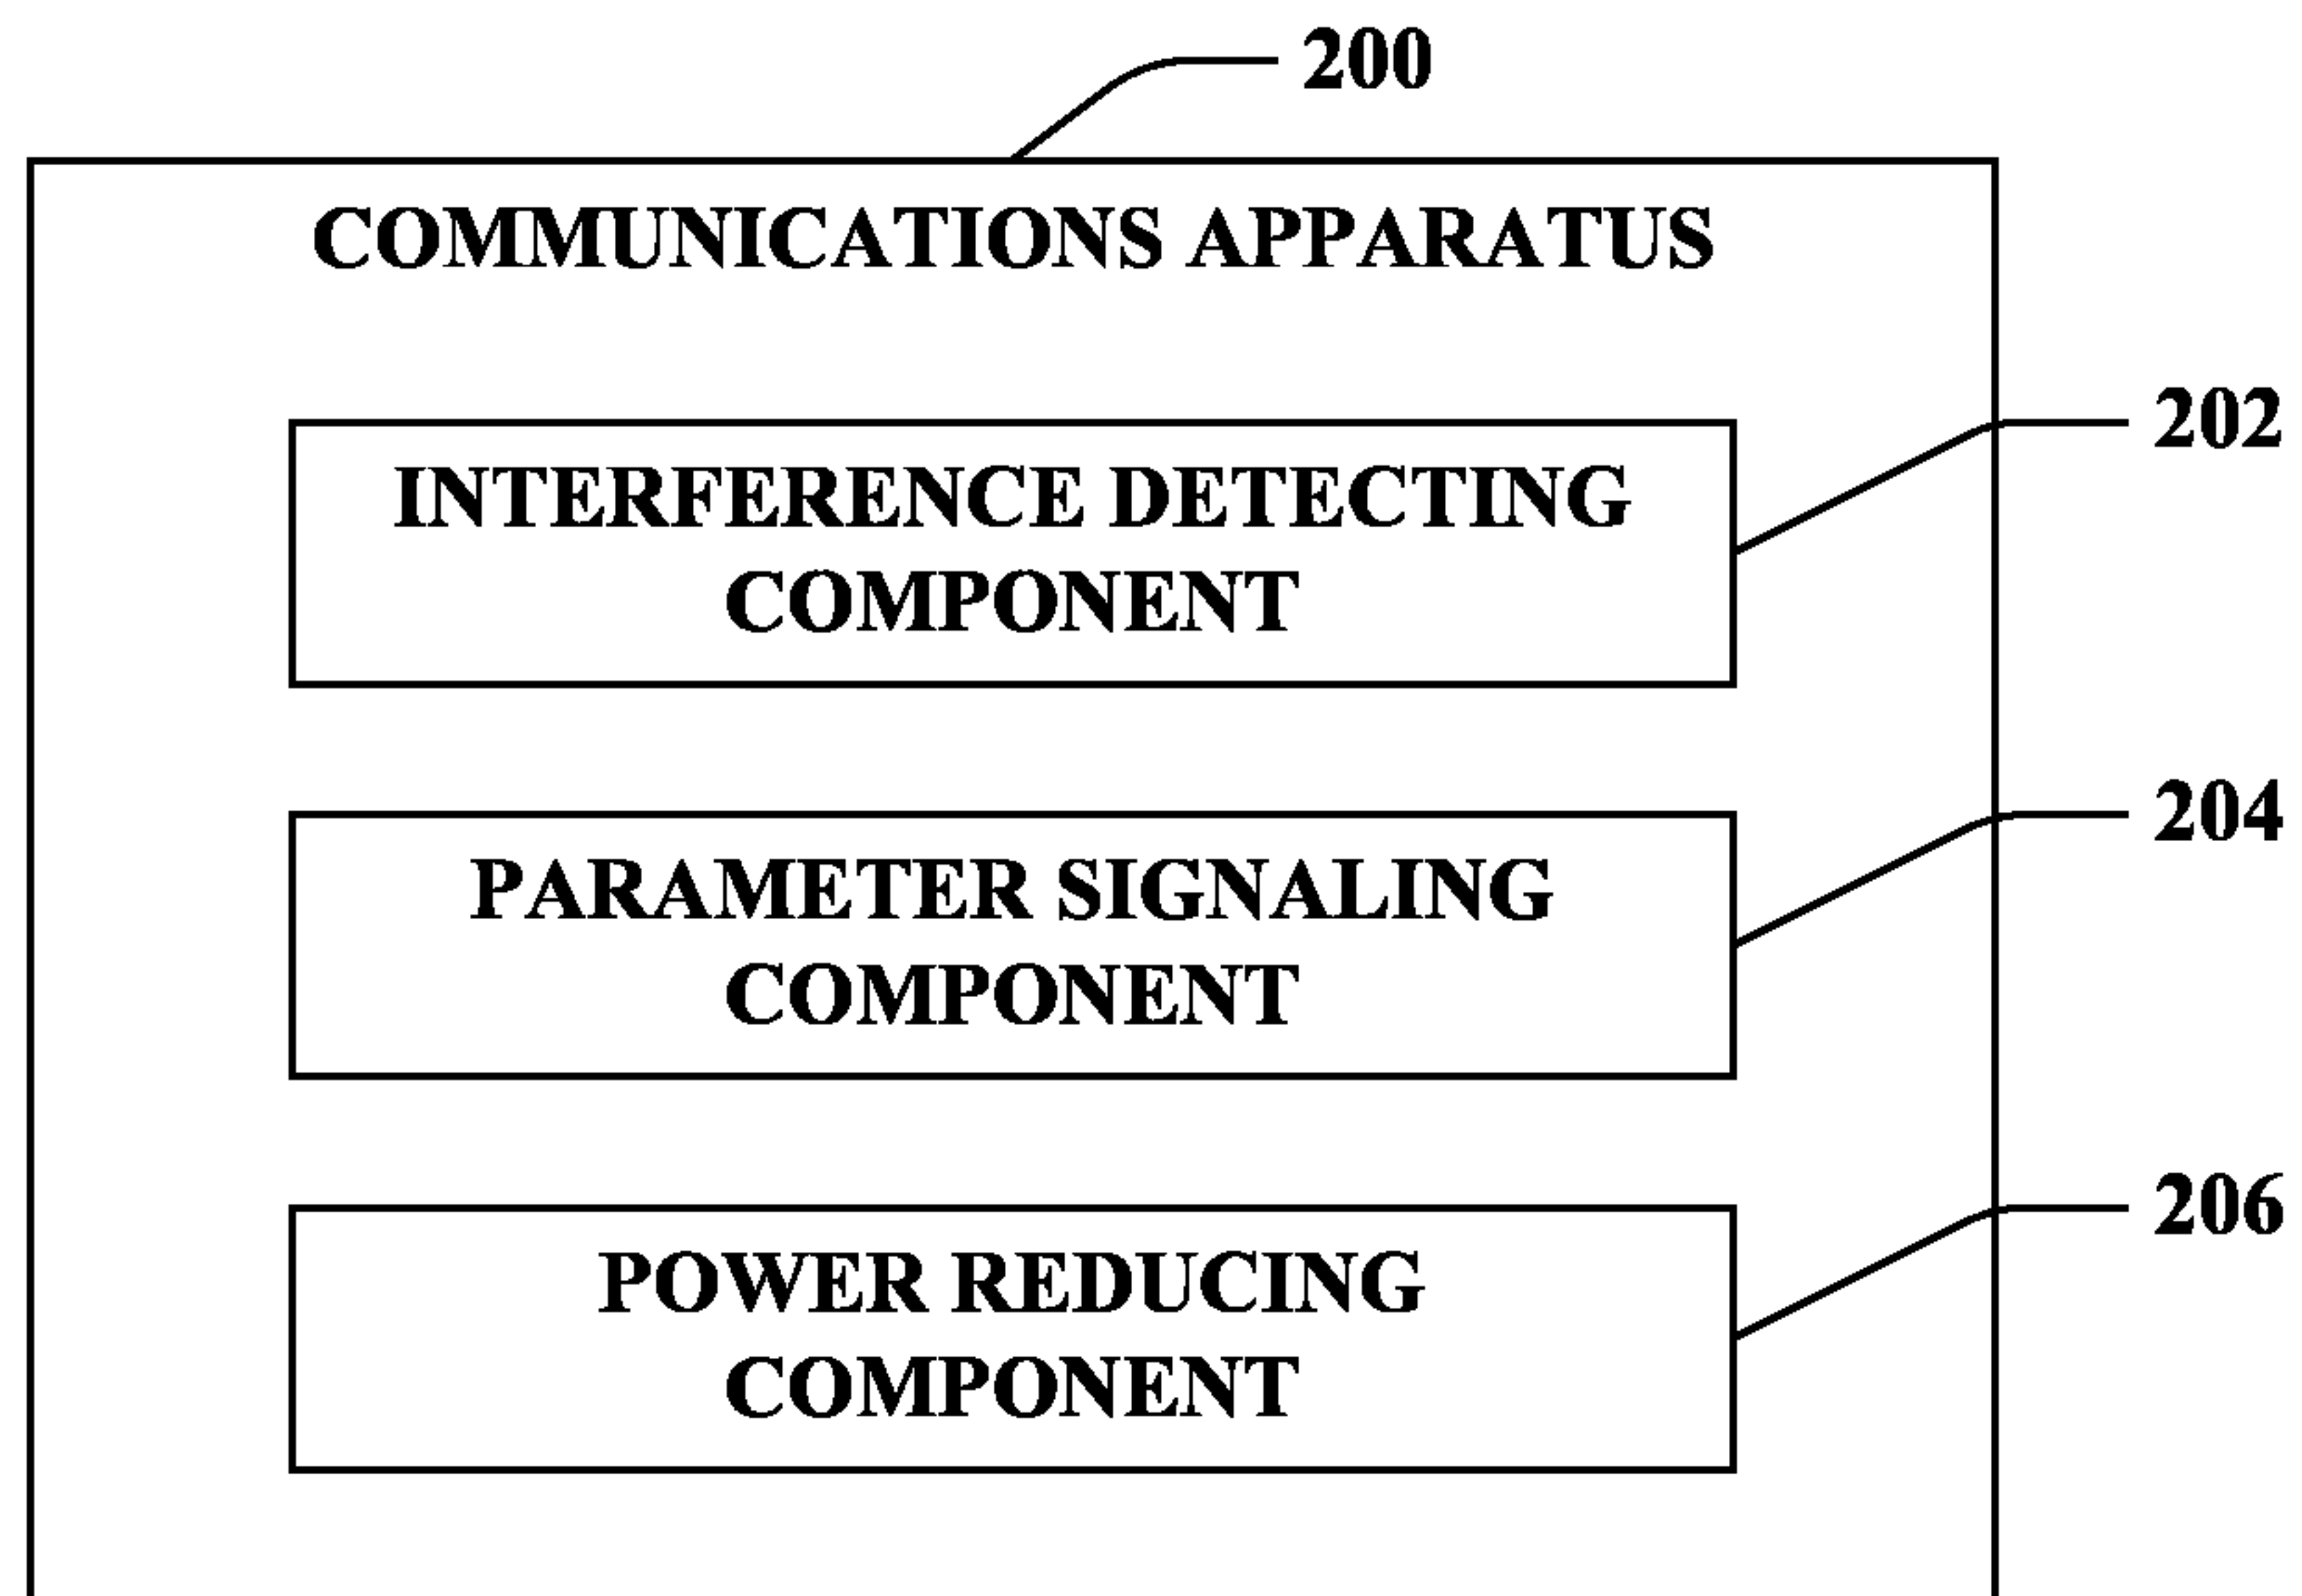 200
COMMUNICATIONS APPARATUS
202
INTERFERENCE DETECTING
COMPONENT
204
PARAMETER SIGNALING
COMPONENT
206
POWER REDUCING
COMPONENT